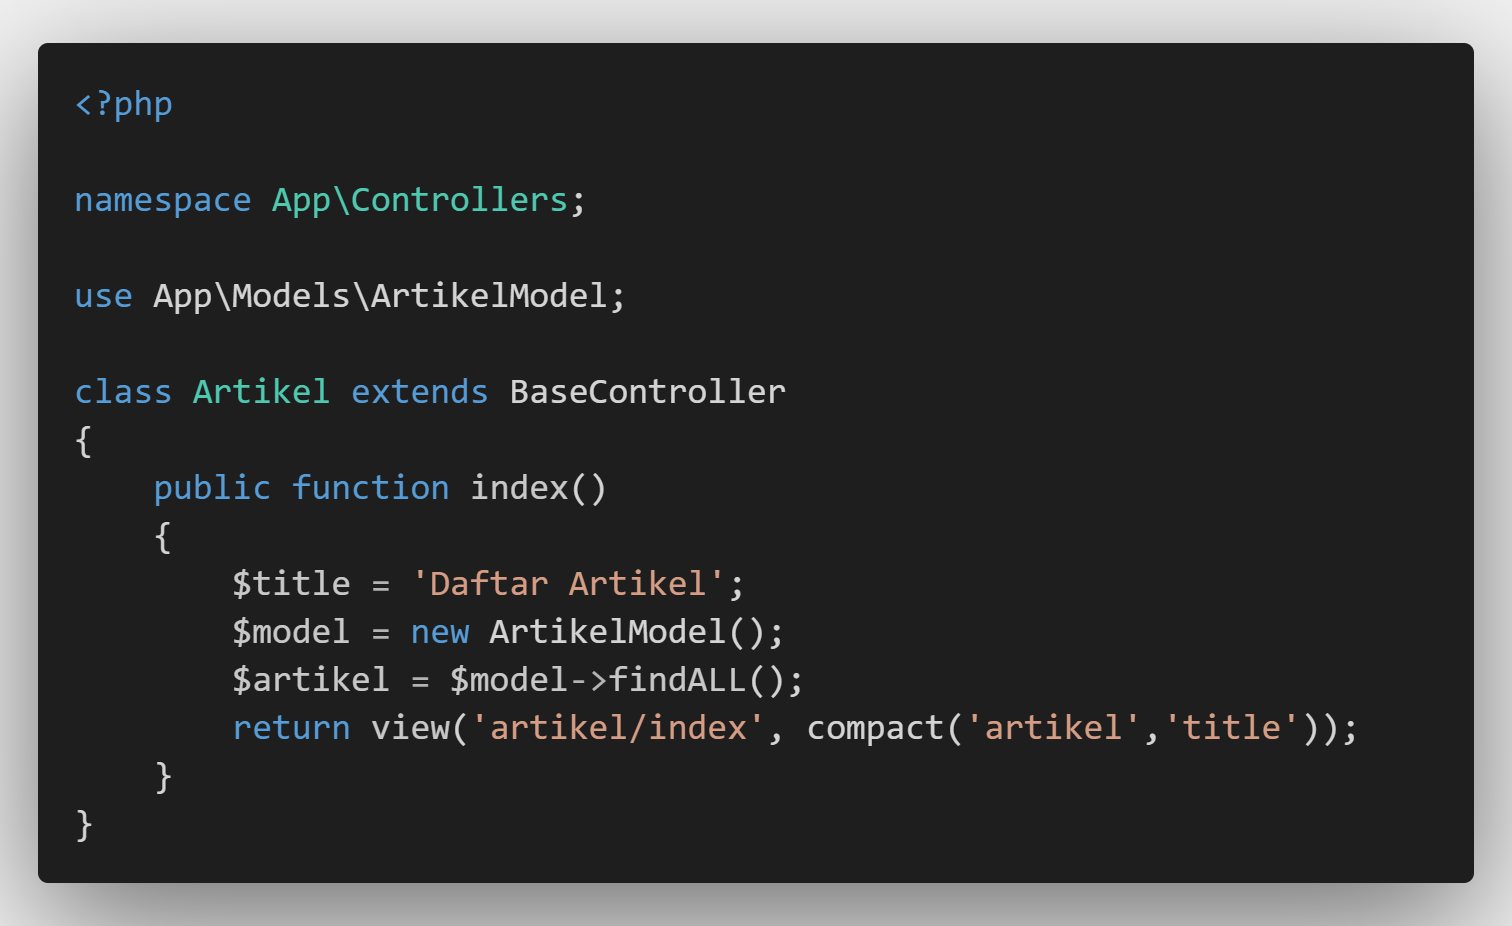 <?php
namespace App\Controllers;
use App\Models\ArtikelModel;
class Artikel extends BaseController
{
    public function index()
    {
        $title = 'Daftar Artikel';
        $model = new ArtikelModel();
        $artikel = $model->findALL();
        return view('artikel/index', compact('artikel','title'));
    }
}